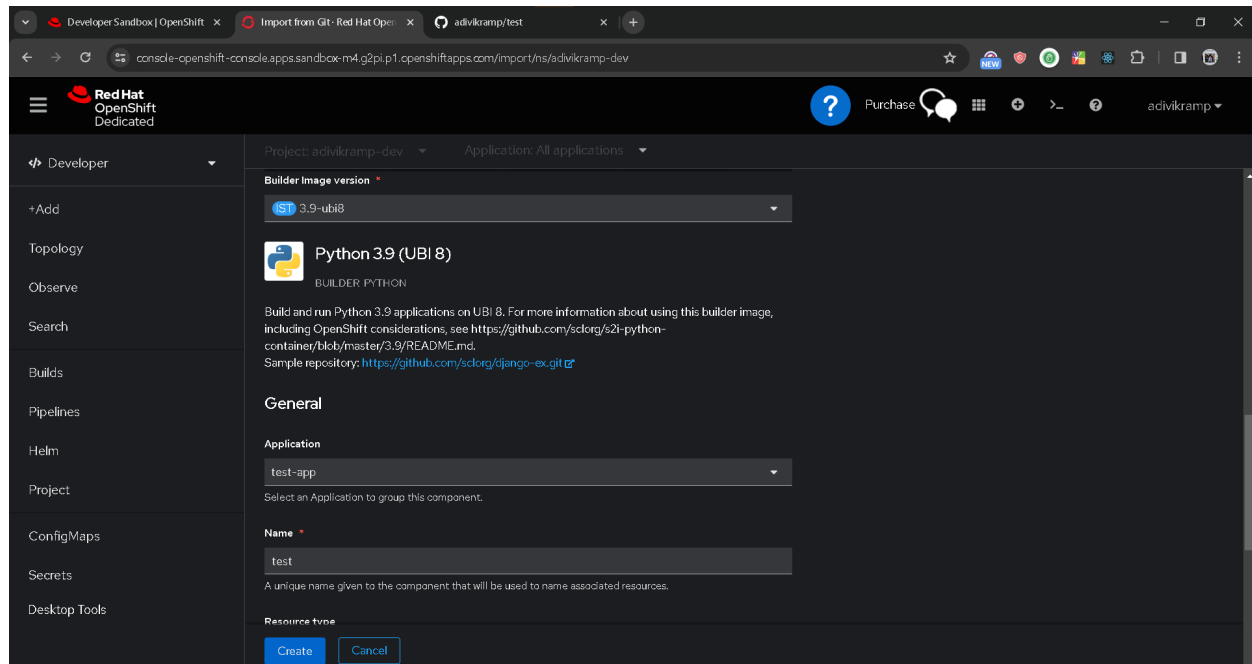 Developer Sandbox | OpenShift
Import from Git · Red Hat Open
adivikramp/test
console-openshift-console.apps.sandbox-m4.g2pi.p1.openshiftapps.com/import/ns/adivikramp-dev
NEW
Red Hat
OpenShift
Dedicated
?
Purchase
adivikramp
</> Developer
+Add
Topology
Observe
Search
Builds
Pipelines
Helm
Project
ConfigMaps
Secrets
Desktop Tools
Project: adivikramp-dev
Application: All applications
Builder Image version *
IST 3.9-ubi8
Python 3.9 (UBI 8)
BUILDER PYTHON
Build and run Python 3.9 applications on UBI 8. For more information about using this builder image,
including OpenShift considerations, see https://github.com/sclorg/s2i-python-
container/blob/master/3.9/README.md.
Sample repository: https://github.com/sclorg/django-ex.git
General
Application
test-app
Select an Application to group this component.
Name *
test
A unique name given to the component that will be used to name associated resources.
Resource type
Create
Cancel